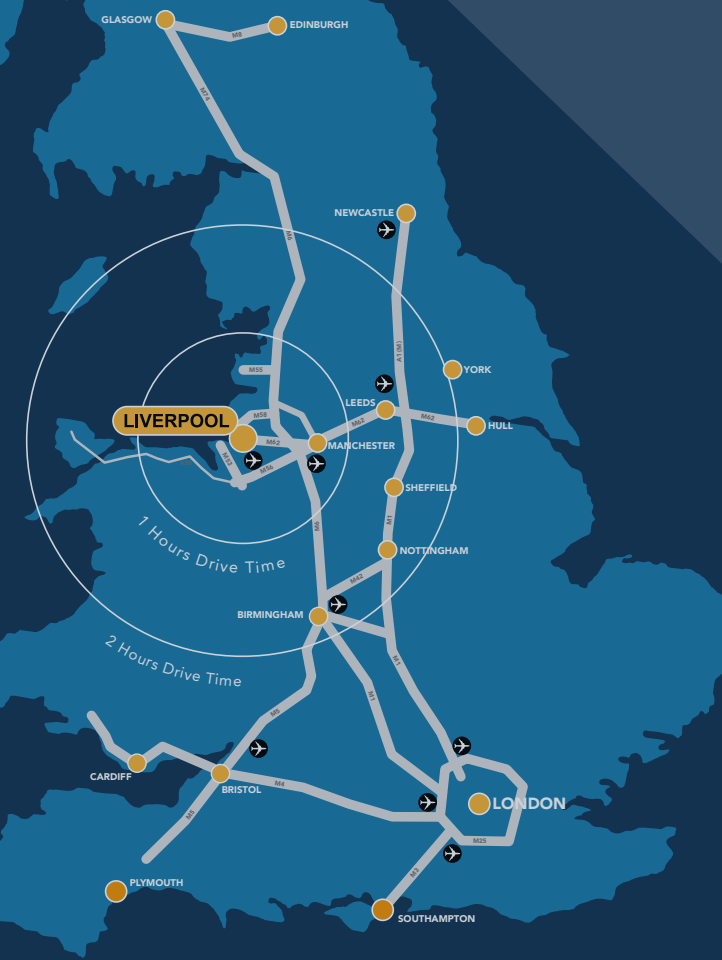 GLASGOW
EDINBURGH
M8
M74
NEWCASTLE
M6
A1(M)
M55
YORK
LEEDS
M58
M62
M62
HULL
LIVERPOOL
M62
MANCHESTER
M53
M56
SHEFFIELD
M1
M6
1 Hours Drive Time
NOTTINGHAM
M42
BIRMINGHAM
2 Hours Drive Time
M1
M1
M5
CARDIFF
BRISTOL
M4
LONDON
M5
M25
M3
PLYMOUTH
SOUTHAMPTON